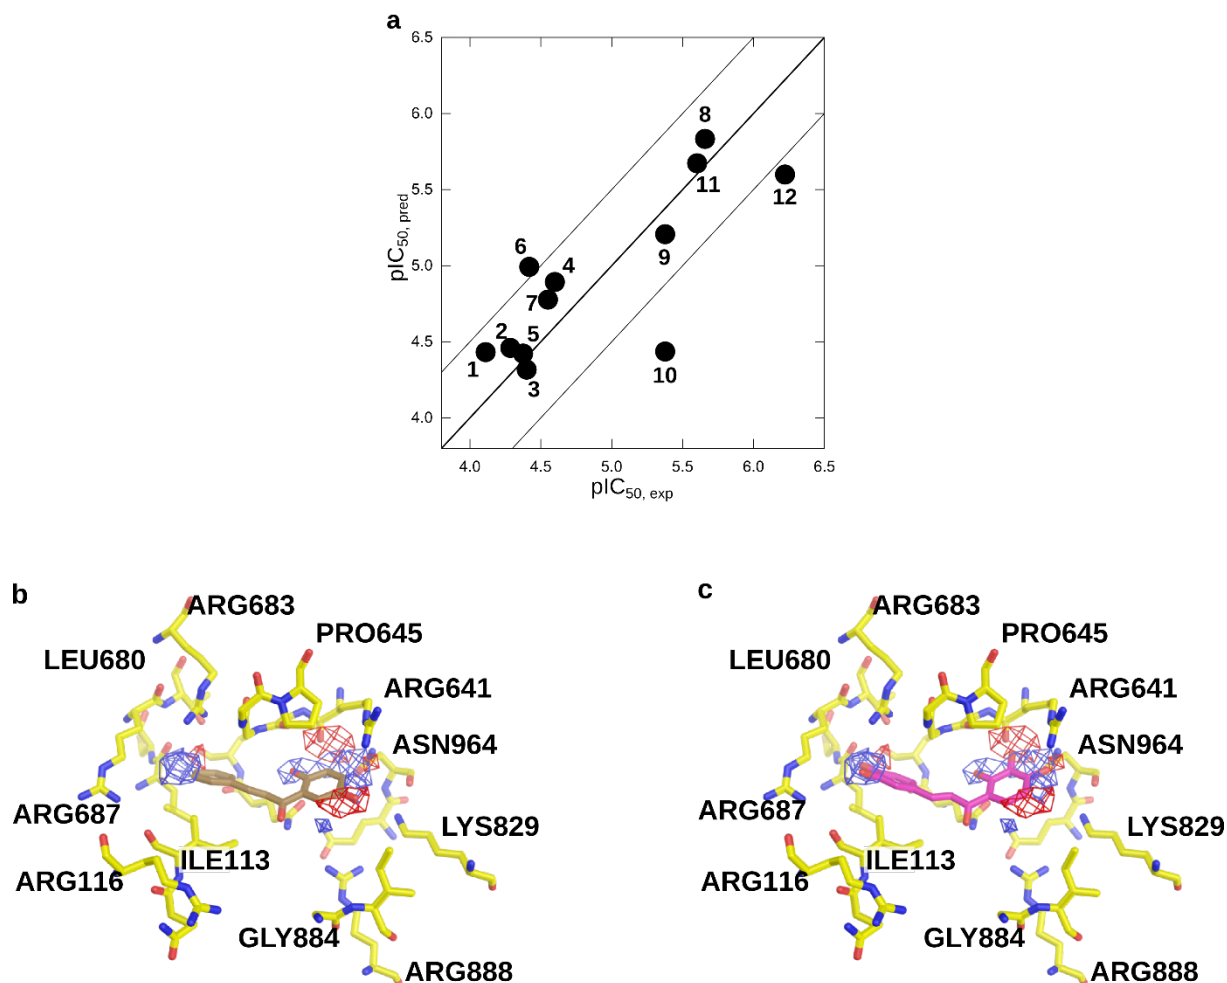 a
6.5
6.0
5.5
5.0
4.5
4.0
pIC50, pred
8
11
12
9
6
4
7
2
5
1
3
10
4.0 4.5 5.0 5.5 6.0 6.5
pIC50, exp
b
ARG683
PRO645
LEU680
ARG641
ASN964
ARG687
LYS829
ILE113
ARG116
GLY884
ARG888
c
ARG683
PRO645
LEU680
ARG641
ASN964
ARG687
LYS829
ILE113
ARG116
GLY884
ARG888